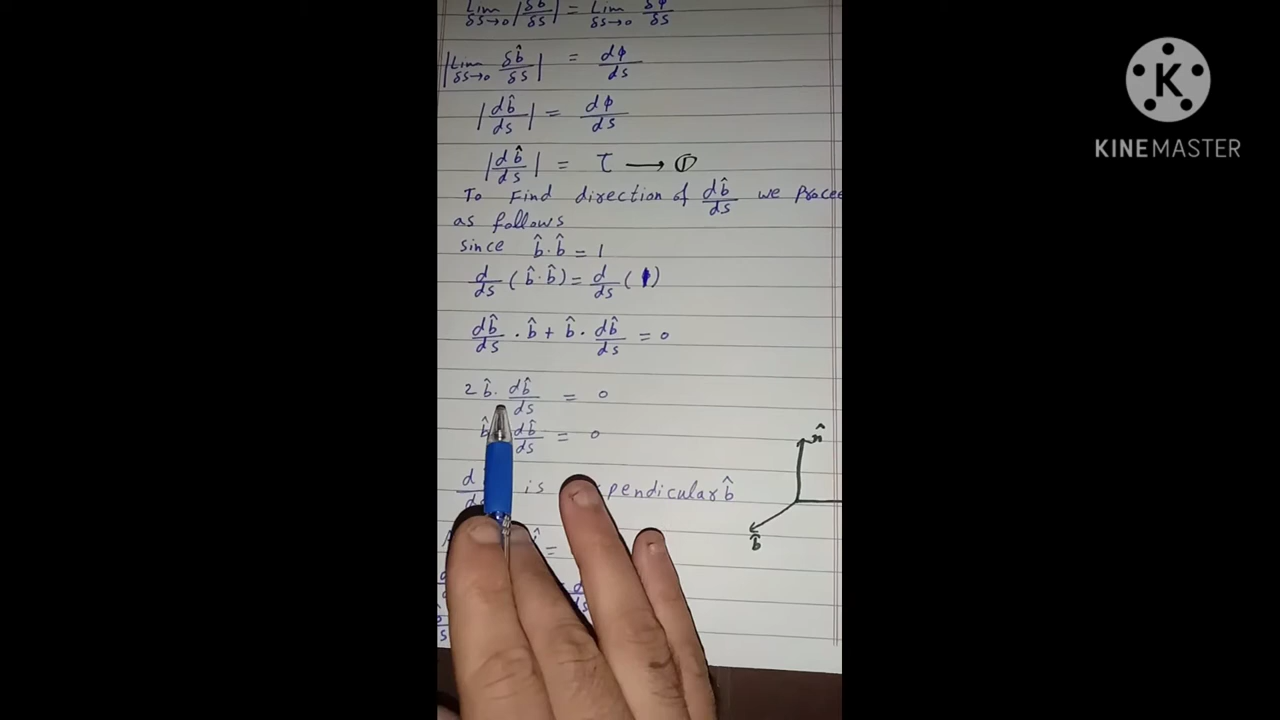 Lim δs→0 |δb̂/δs| = Lim δs→0 δφ/δs
|Lim δs→0 δb̂/δs| = dφ/ds
|db̂/ds| = dφ/ds
|db̂/ds| = τ → ①
To Find direction of db̂/ds we Procee
as follows
since b̂·b̂ = 1
d/ds (b̂·b̂) = d/ds (1)
db̂/ds · b̂ + b̂ · db̂/ds = 0
2b̂· db̂/ds = 0
b̂ db̂/ds = 0
is pendicular b̂
n̂
b̂
K
KINEMASTER